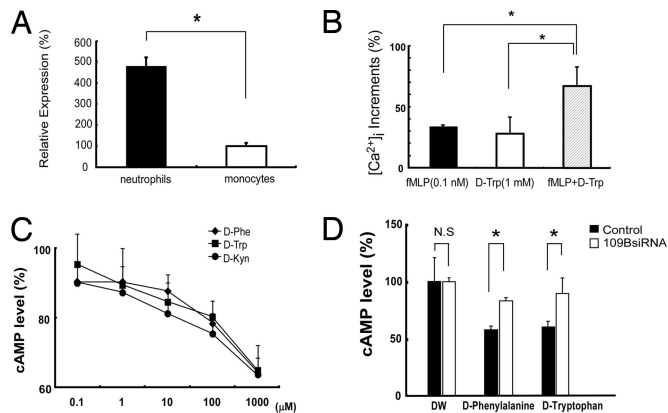 A
Relative Expression (%)
600
500
400
300
200
100
0
*
neutrophils monocytes
B
[Ca²⁺]ᵢ Increments (%)
100
50
0
*
*
fMLP(0.1 nM) D-Trp(1 mM) fMLP+D-Trp
C
cAMP level (%)
100
80
60
D-Phe
D-Trp
D-Kyn
0.1 1 10 100 1000 (μM)
D
cAMP level (%)
150
100
50
0
Control
109BsiRNA
N.S * *
DW D-Phenylalanine D-Tryptophan